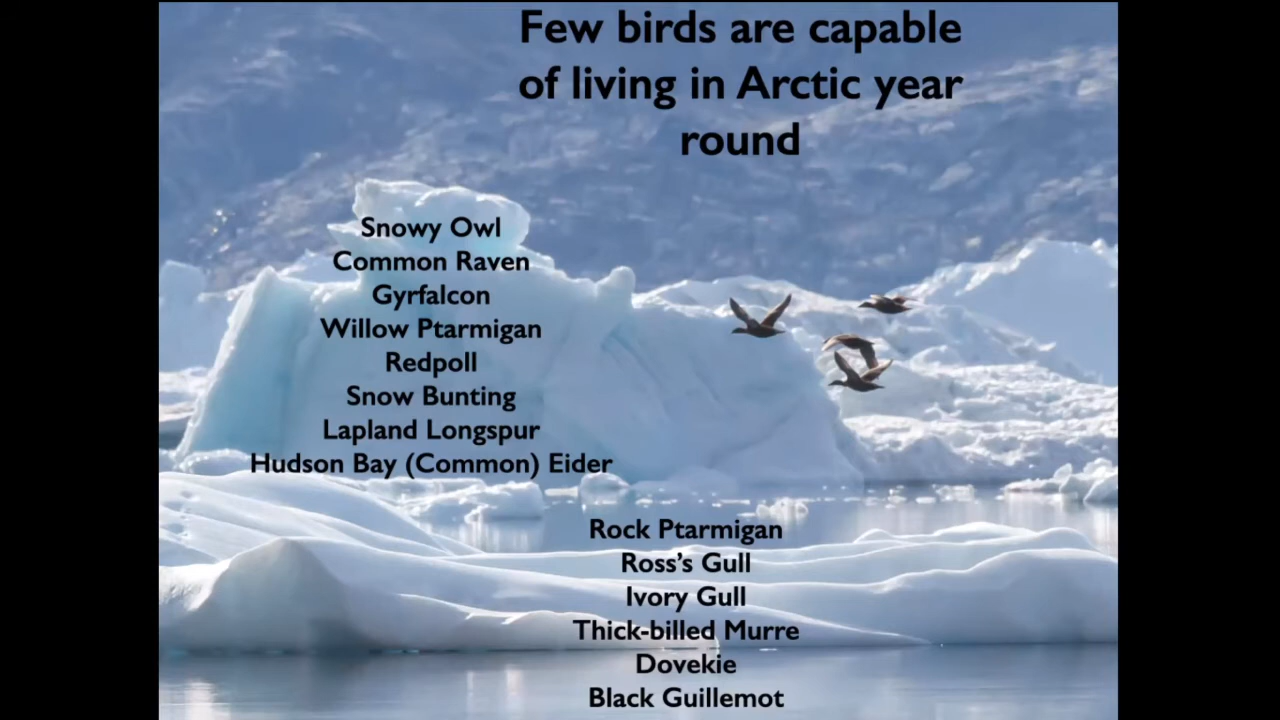 Few birds are capable
of living in Arctic year
round
Snowy Owl
Common Raven
Gyrfalcon
Willow Ptarmigan
Redpoll
Snow Bunting
Lapland Longspur
Hudson Bay (Common) Eider
Rock Ptarmigan
Ross’s Gull
Ivory Gull
Thick-billed Murre
Dovekie
Black Guillemot